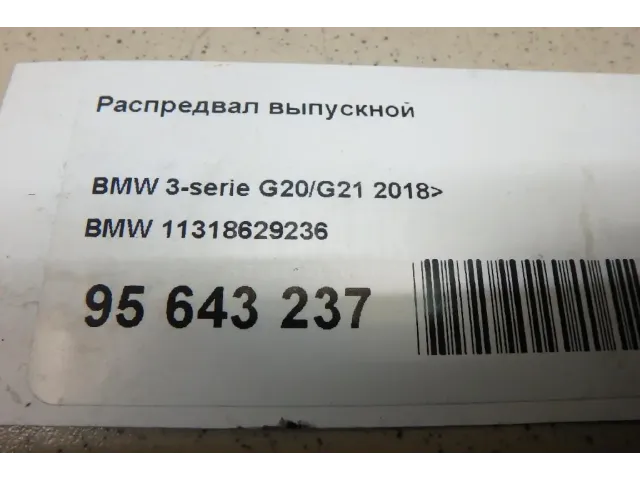 Распредвал выпускной
BMW 3-serie G20/G21 2018>
BMW 11318629236
95 643 237